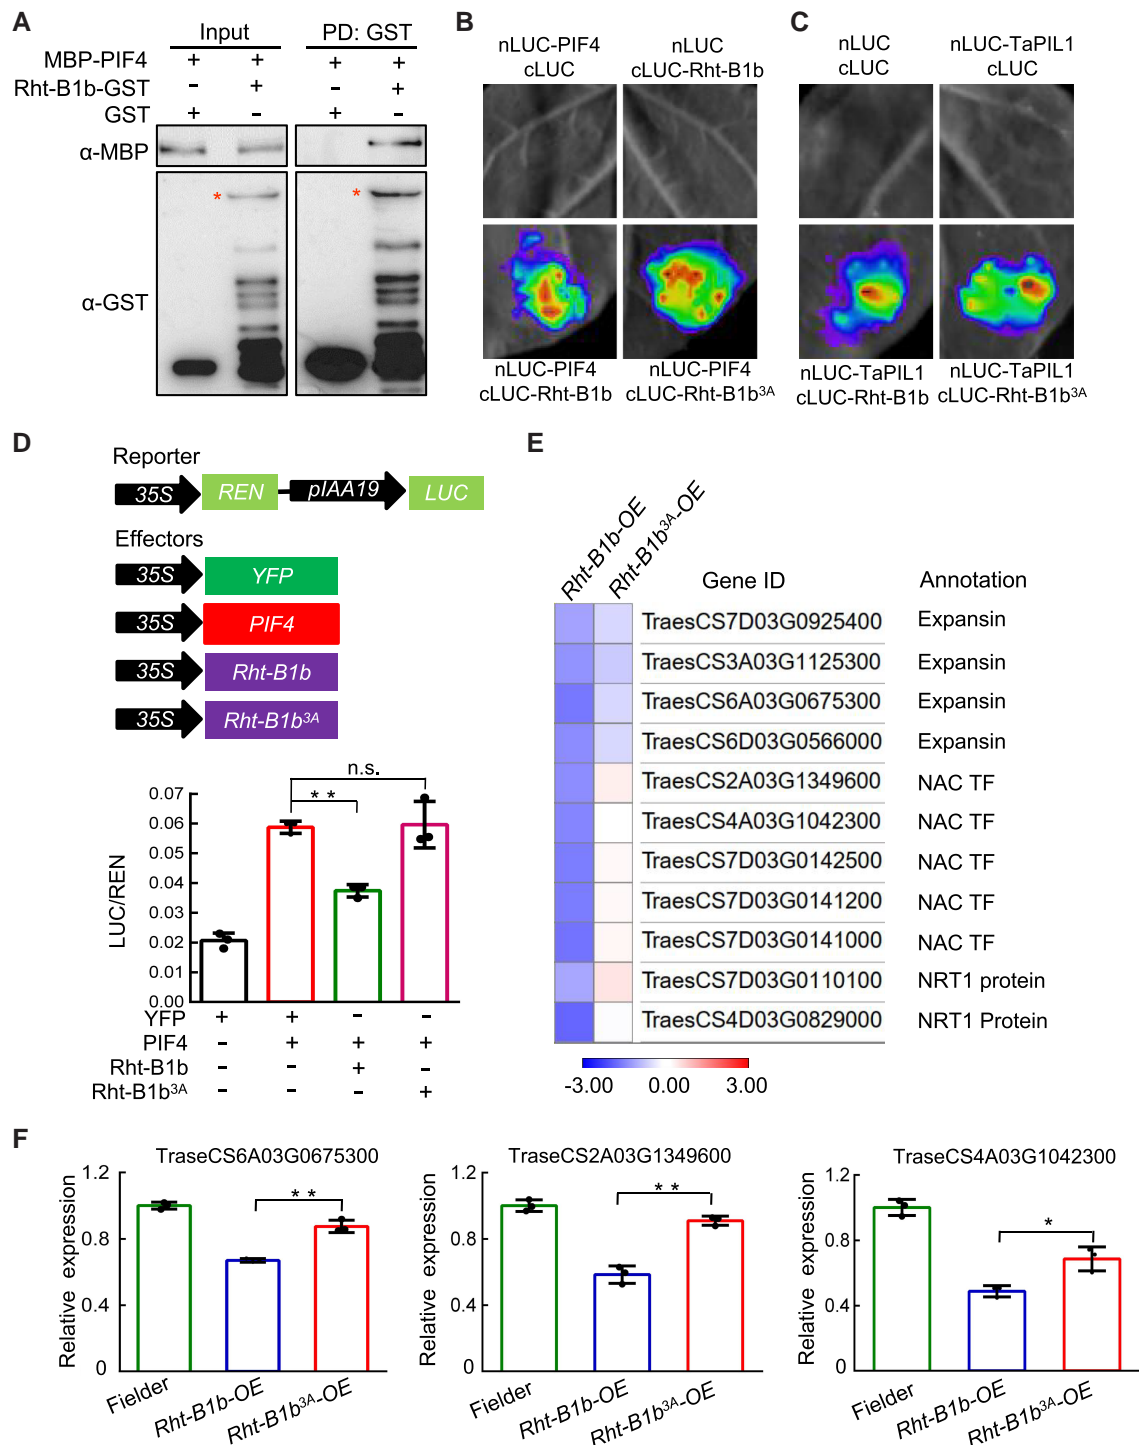 A
Input PD: GST
MBP-PIF4 + + + +
Rht-B1b-GST - + - +
GST + - + -
α-MBP
α-GST
*
*
B
nLUC-PIF4 nLUC
cLUC cLUC-Rht-B1b
nLUC-PIF4 nLUC-PIF4
cLUC-Rht-B1b cLUC-Rht-B1b3A
C
nLUC nLUC-TaPIL1
cLUC cLUC
nLUC-TaPIL1 nLUC-TaPIL1
cLUC-Rht-B1b cLUC-Rht-B1b3A
D
Reporter
35S REN pIAA19 LUC
Effectors
35S YFP
35S PIF4
35S Rht-B1b
35S Rht-B1b3A
n.s.
* *
LUC/REN
0.07
0.06
0.04
0.03
0.02
0.01
0.00
YFP + + - -
PIF4 - + + +
Rht-B1b - - + -
Rht-B1b3A - - - +
E
Rht-B1b-OE Rht-B1b3A-OE Gene ID Annotation
TraesCS7D03G0925400 Expansin
TraesCS3A03G1125300 Expansin
TraesCS6A03G0675300 Expansin
TraesCS6D03G0566000 Expansin
TraesCS2A03G1349600 NAC TF
TraesCS4A03G1042300 NAC TF
TraesCS7D03G0142500 NAC TF
TraesCS7D03G0141200 NAC TF
TraesCS7D03G0141000 NAC TF
TraesCS7D03G0110100 NRT1 protein
TraesCS4D03G0829000 NRT1 Protein
-3.00 0.00 3.00
F
TraseCS6A03G0675300
Relative expression
1.2
0.8
0.4
0
* *
Fielder Rht-B1b-OE Rht-B1b3A-OE
TraseCS2A03G1349600
Relative expression
1.2
0.8
0.4
0
* *
Fielder Rht-B1b-OE Rht-B1b3A-OE
TraseCS4A03G1042300
Relative expression
1.2
0.8
0.4
0
*
Fielder Rht-B1b-OE Rht-B1b3A-OE